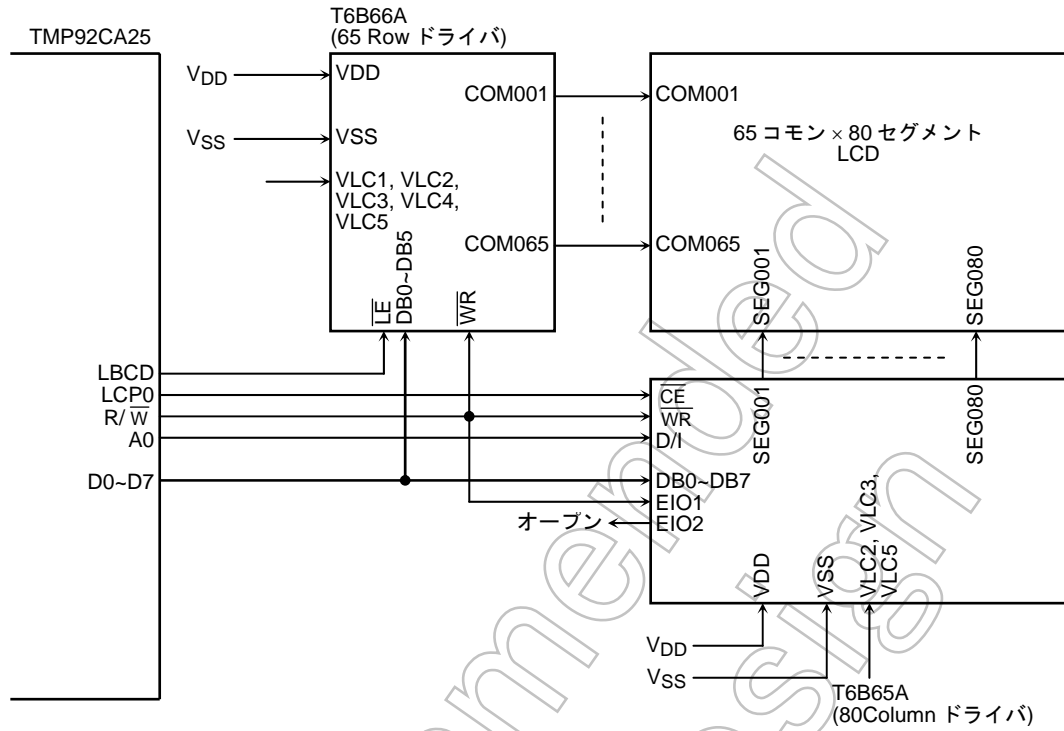 TMP92CA25
T6B66A
(65 Row ドライバ)
VDD
VDD
COM001
COM001
65 コモン × 80 セグメント
LCD
VSS
VSS
VLC1, VLC2,
VLC3, VLC4,
VLC5
COM065
COM065
LE
DB0~DB5
WR
SEG001
SEG080
LBCD
LCP0
R/ W
A0
D0~D7
CE
WR
D/I
DB0~DB7
EIO1
EIO2
オープン
SEG001
SEG080
VDD
VSS
VLC2, VLC3,
VLC5
VDD
VSS
T6B65A
(80Column ドライバ)